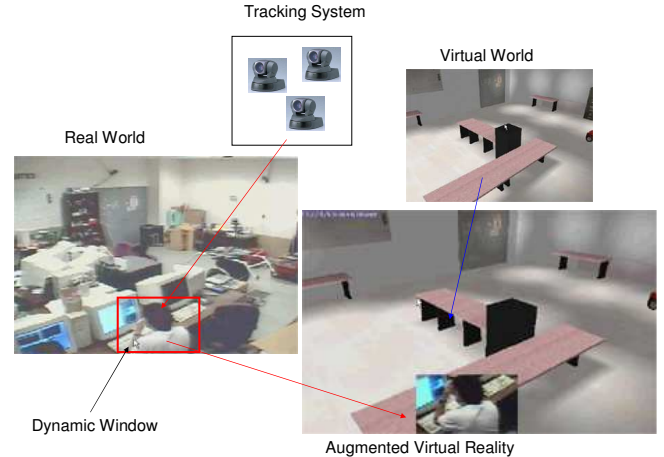 Tracking System
Virtual World
Real World
Dynamic Window
Augmented Virtual Reality